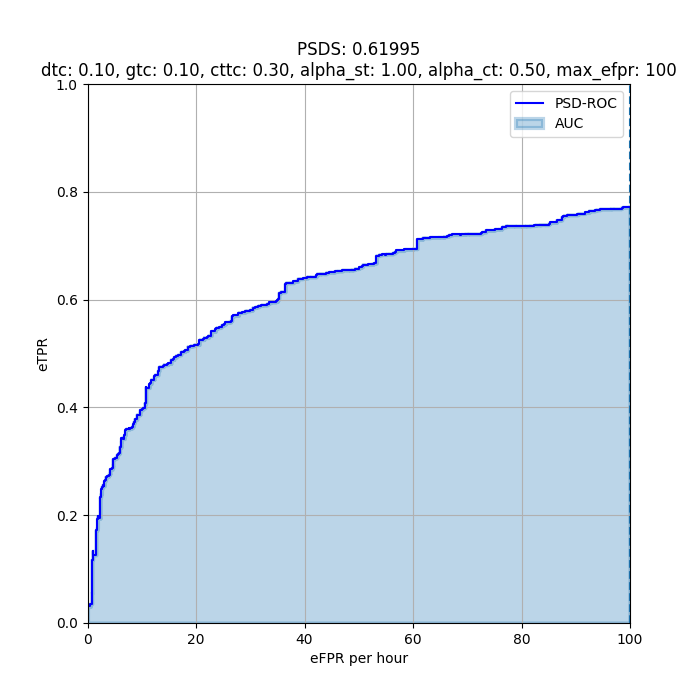 PSDS: 0.61995
dtc: 0.10, gtc: 0.10, cttc: 0.30, alpha_st: 1.00, alpha_ct: 0.50, max_efpr: 100
PSD-ROC
AUC
1.0
0.8
0.6
0.4
0.2
0.0
eTPR
0 20 40 60 80 100
eFPR per hour